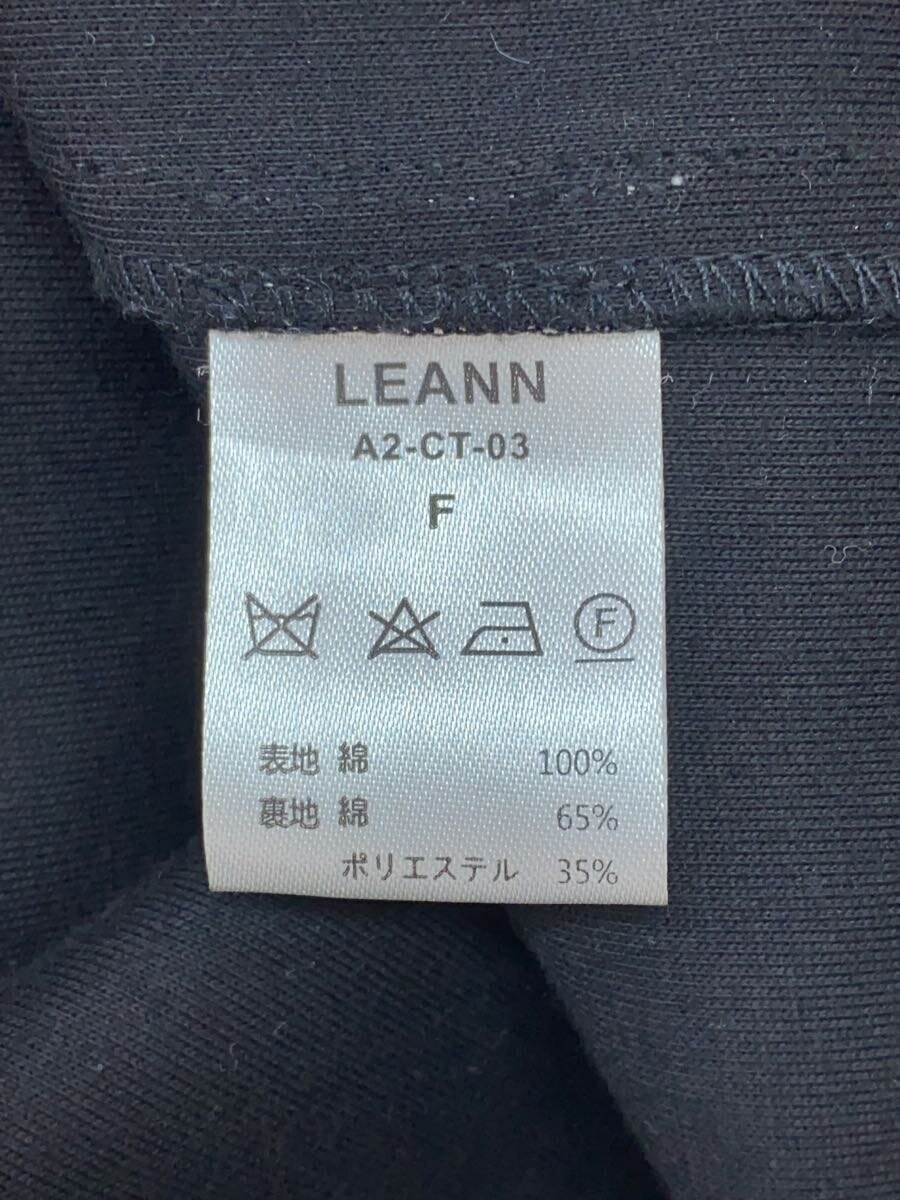 LEANN
A2-CT-03
F
F
表地 綿 100%
裏地 綿 65%
ポリエステル 35%